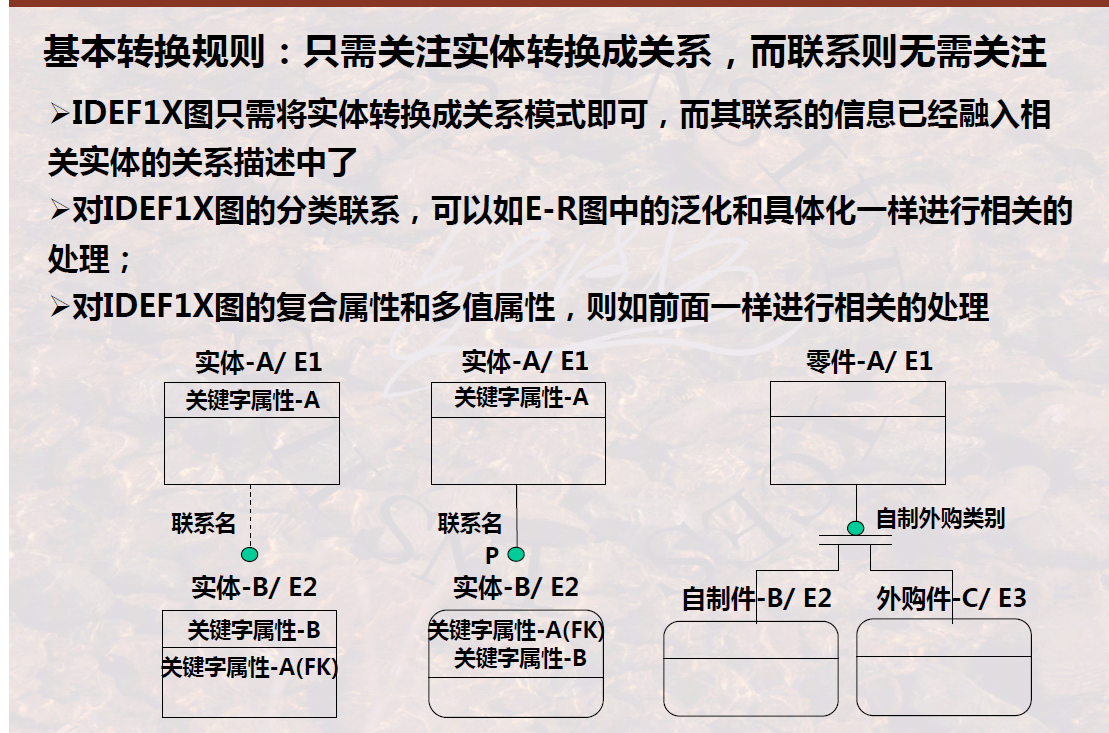 基本转换规则：只需关注实体转换成关系，而联系则无需关注
➢IDEF1X图只需将实体转换成关系模式即可，而其联系的信息已经融入相
关实体的关系描述中了
➢对IDEF1X图的分类联系，可以如E-R图中的泛化和具体化一样进行相关的
处理；
➢对IDEF1X图的复合属性和多值属性，则如前面一样进行相关的处理
实体-A/ E1
关键字属性-A
联系名
实体-B/ E2
关键字属性-B
关键字属性-A(FK)
实体-A/ E1
关键字属性-A
联系名
P
实体-B/ E2
关键字属性-A(FK)
关键字属性-B
零件-A/ E1
自制外购类别
自制件-B/ E2
外购件-C/ E3